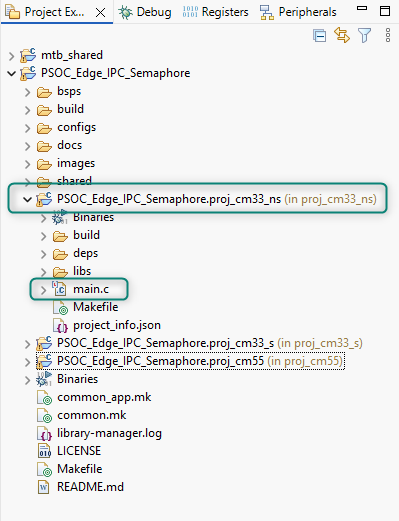 Project Ex... Debug Registers Peripherals
mtb_shared
PSOC_Edge_IPC_Semaphore
bsps
build
configs
docs
images
shared
PSOC_Edge_IPC_Semaphore.proj_cm33_ns (in proj_cm33_ns)
Binaries
build
deps
libs
main.c
Makefile
project_info.json
PSOC_Edge_IPC_Semaphore.proj_cm33_s (in proj_cm33_s)
PSOC_Edge_IPC_Semaphore.proj_cm55 (in proj_cm55)
Binaries
common_app.mk
common.mk
library-manager.log
LICENSE
Makefile
README.md